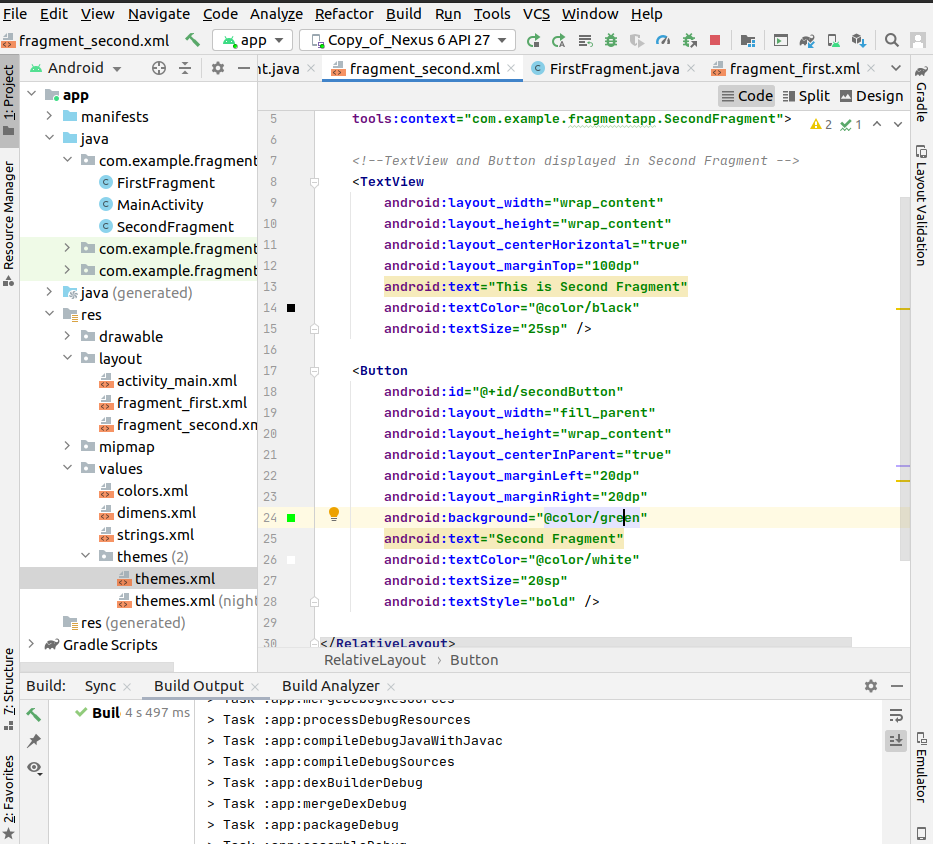 File Edit View Navigate Code Analyze Refactor Build Run Tools VCS Window Help
fragment_second.xml app Copy_of_Nexus 6 API 27
1: Project
Resource Manager
7: Structure
2: Favorites
Android
app
manifests
java
com.example.fragment
FirstFragment
MainActivity
SecondFragment
com.example.fragment
com.example.fragment
java (generated)
res
drawable
layout
activity_main.xml
fragment_first.xml
fragment_second.xm
mipmap
values
colors.xml
dimens.xml
strings.xml
themes (2)
themes.xml
themes.xml (night
res (generated)
Gradle Scripts
nt.java fragment_second.xml FirstFragment.java fragment_first.xml
Code Split Design
2 1
5 tools:context="com.example.fragmentapp.SecondFragment">
6
7 <!--TextView and Button displayed in Second Fragment -->
8 <TextView
9 android:layout_width="wrap_content"
10 android:layout_height="wrap_content"
11 android:layout_centerHorizontal="true"
12 android:layout_marginTop="100dp"
13 android:text="This is Second Fragment"
14 android:textColor="@color/black"
15 android:textSize="25sp" />
16
17 <Button
18 android:id="@+id/secondButton"
19 android:layout_width="fill_parent"
20 android:layout_height="wrap_content"
21 android:layout_centerInParent="true"
22 android:layout_marginLeft="20dp"
23 android:layout_marginRight="20dp"
24 android:background="@color/green"
25 android:text="Second Fragment"
26 android:textColor="@color/white"
27 android:textSize="20sp"
28 android:textStyle="bold" />
29
30 </RelativeLayout>
RelativeLayout › Button
Gradle
Layout Validation
Emulator
Build: Sync Build Output Build Analyzer
Buil 4 s 497 ms
> Task :app:mergeDebugResources
> Task :app:processDebugResources
> Task :app:compileDebugJavaWithJavac
> Task :app:compileDebugSources
> Task :app:dexBuilderDebug
> Task :app:mergeDexDebug
> Task :app:packageDebug
> Task :app:assembleDebug